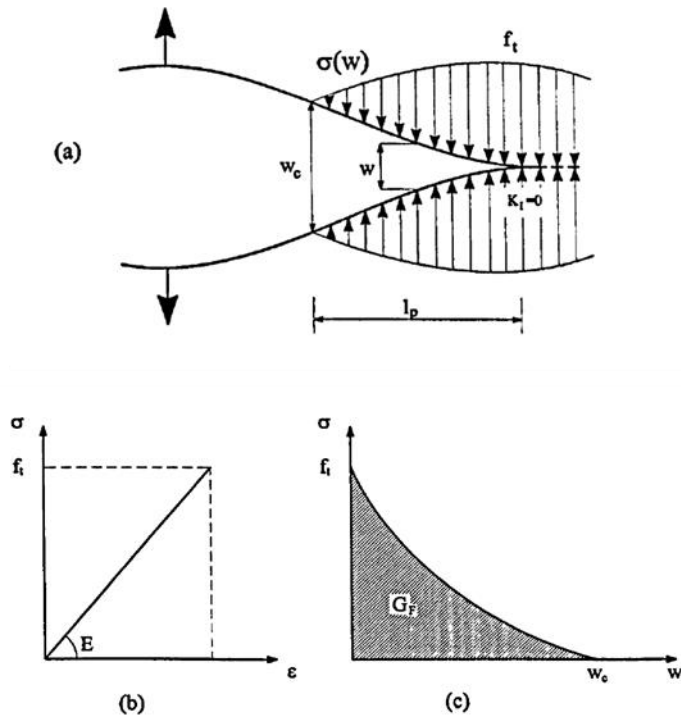 f_t
σ(w)
(a)
w_c
w
K_I=0
l_p
σ
f_t
E
ε
(b)
σ
f_t
G_F
w_c
w
(c)